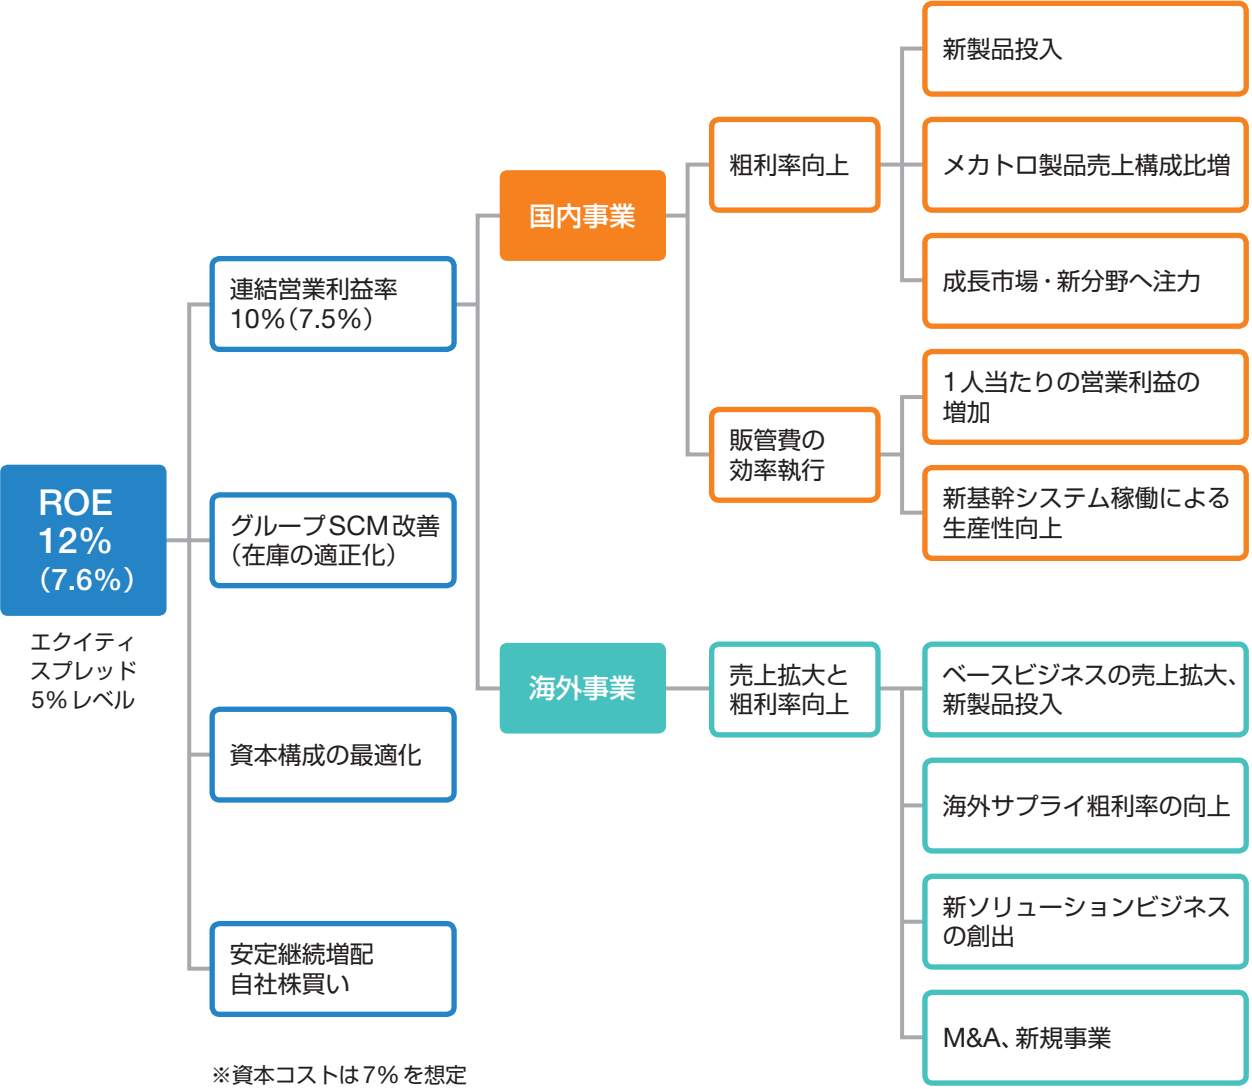 ROE
12%
（7.6%）
エクイティ
スプレッド
5%レベル
連結営業利益率
10%（7.5%）
グループSCM改善
（在庫の適正化）
資本構成の最適化
安定継続増配
自社株買い
※資本コストは7%を想定
国内事業
粗利率向上
新製品投入
メカトロ製品売上構成比増
成長市場・新分野へ注力
販管費の
効率執行
1人当たりの営業利益の
増加
新基幹システム稼働による
生産性向上
海外事業
売上拡大と
粗利率向上
ベースビジネスの売上拡大、
新製品投入
海外サプライ粗利率の向上
新ソリューションビジネス
の創出
M&A、新規事業